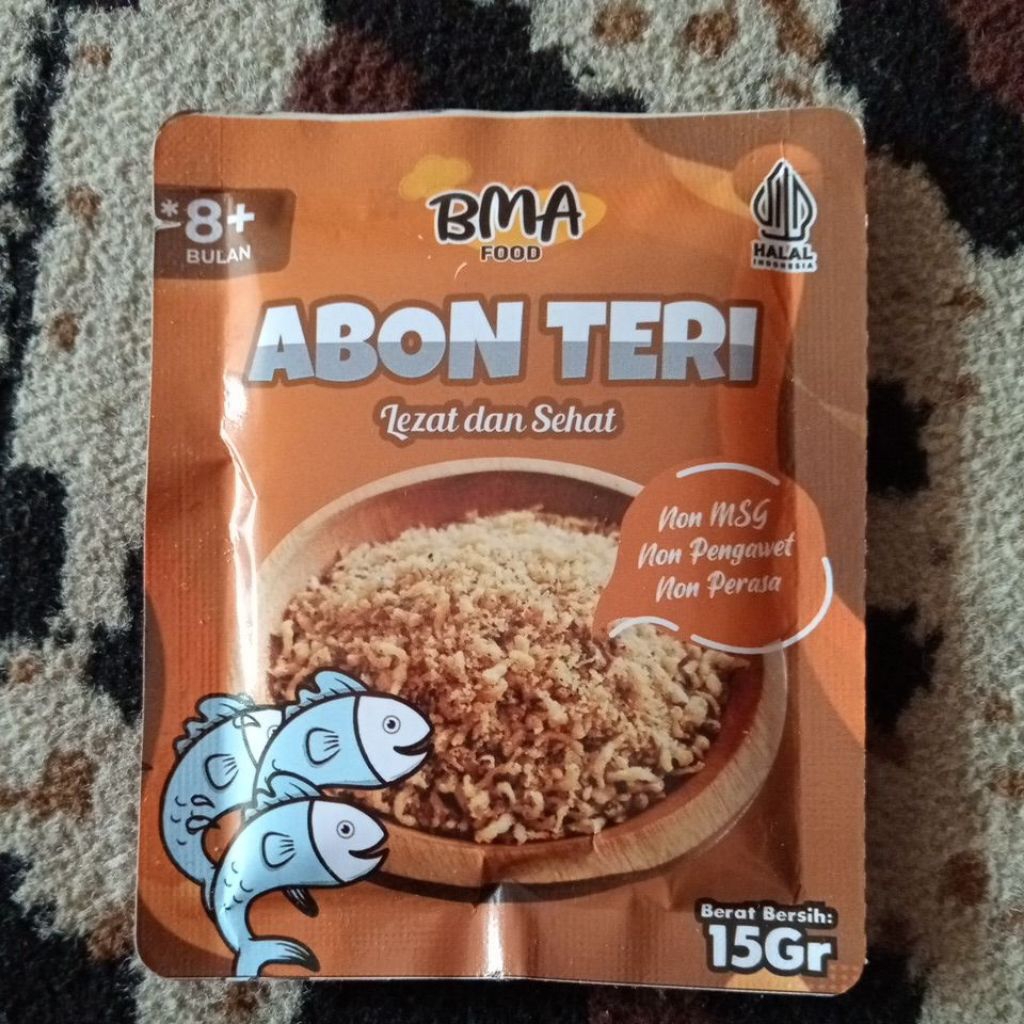 *8+
BULAN
BMA
FOOD
HALAL
INDONESIA
ABON TERI
Lezat dan Sehat
Non MSG
Non Pengawet
Non Perasa
Berat Bersih:
15Gr